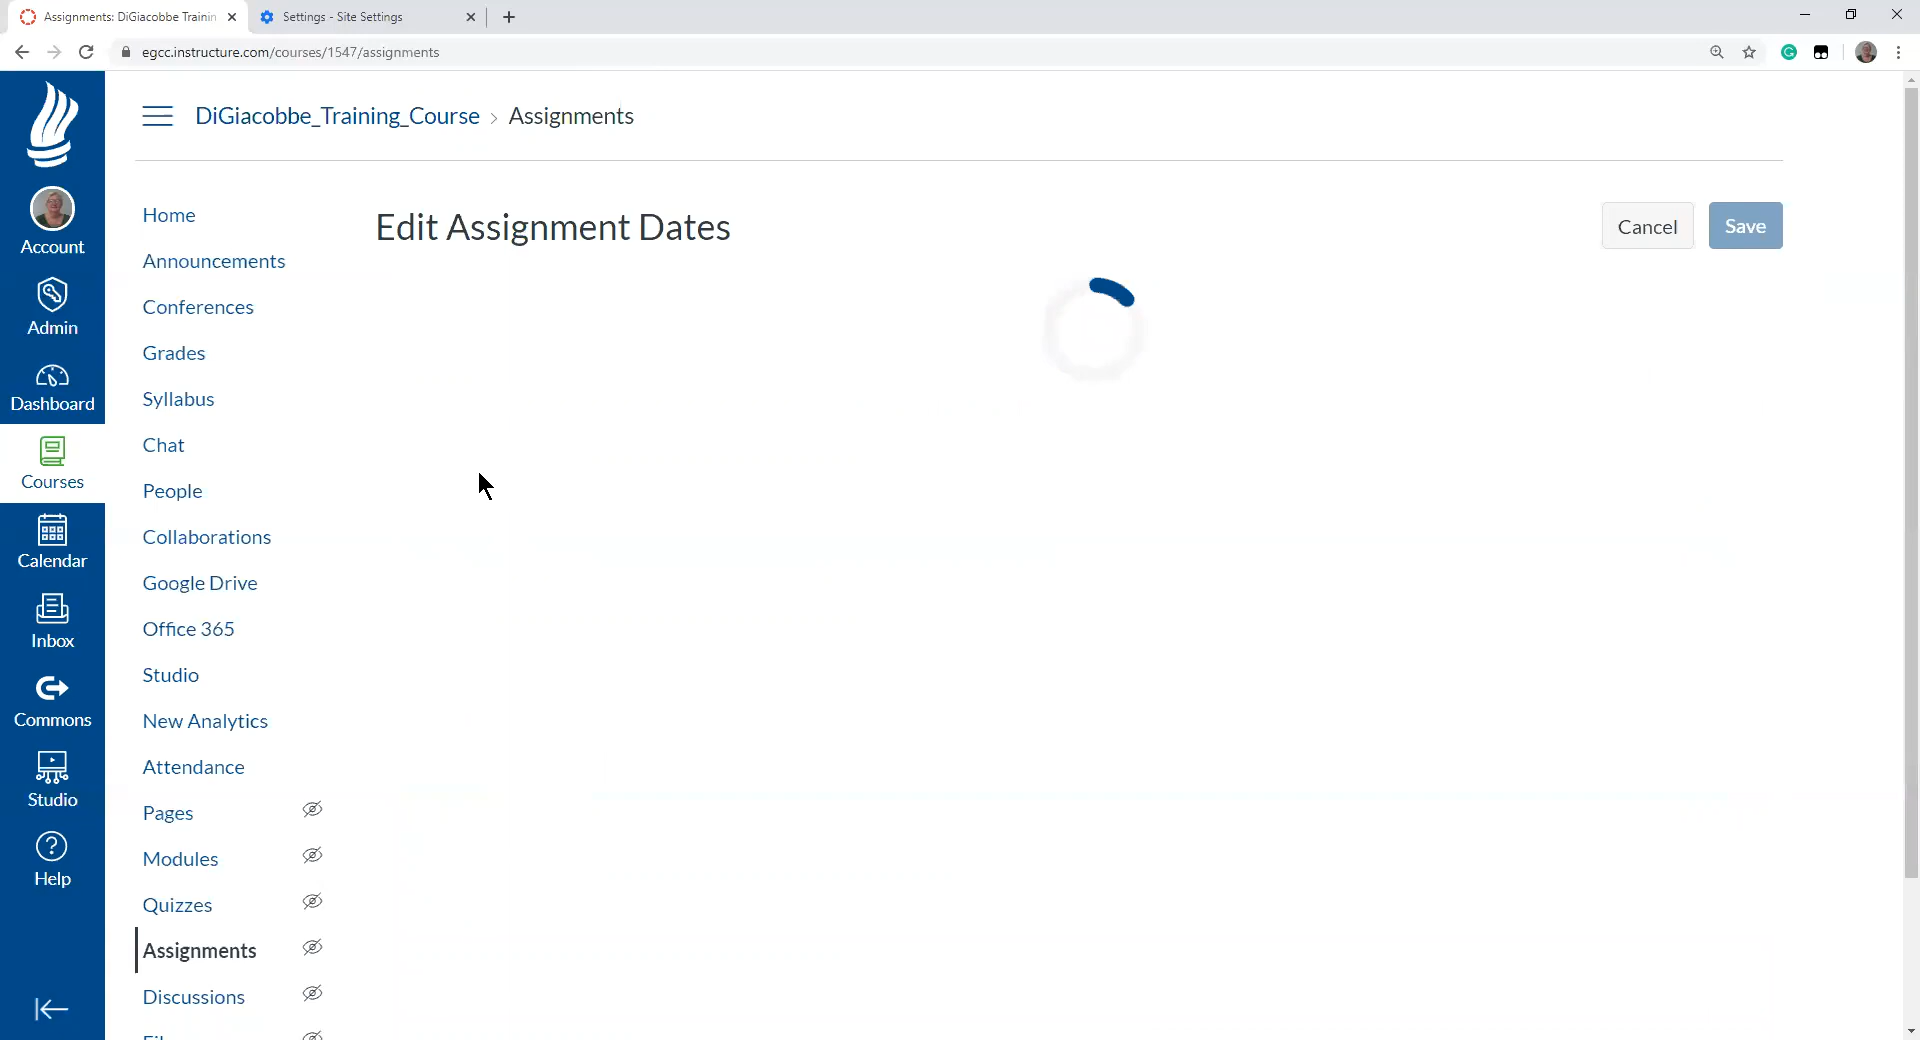 Assignments: DiGiacobbe Trainin
Settings - Site Settings
egcc.instructure.com/courses/1547/assignments
DiGiacobbe_Training_Course > Assignments
Account
Admin
Dashboard
Courses
Calendar
Inbox
Commons
Studio
Help
Home
Announcements
Conferences
Grades
Syllabus
Chat
People
Collaborations
Google Drive
Office 365
Studio
New Analytics
Attendance
Pages
Modules
Quizzes
Assignments
Discussions
Edit Assignment Dates
Cancel
Save